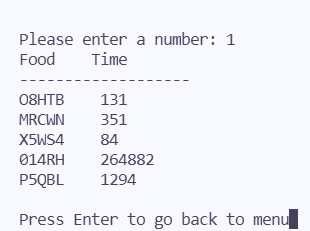 Please enter a number: 1
Food    Time
-------------------
O8HTB    131
MRCWN    351
X5WS4    84
014RH    264882
P5QBL    1294
Press Enter to go back to menu